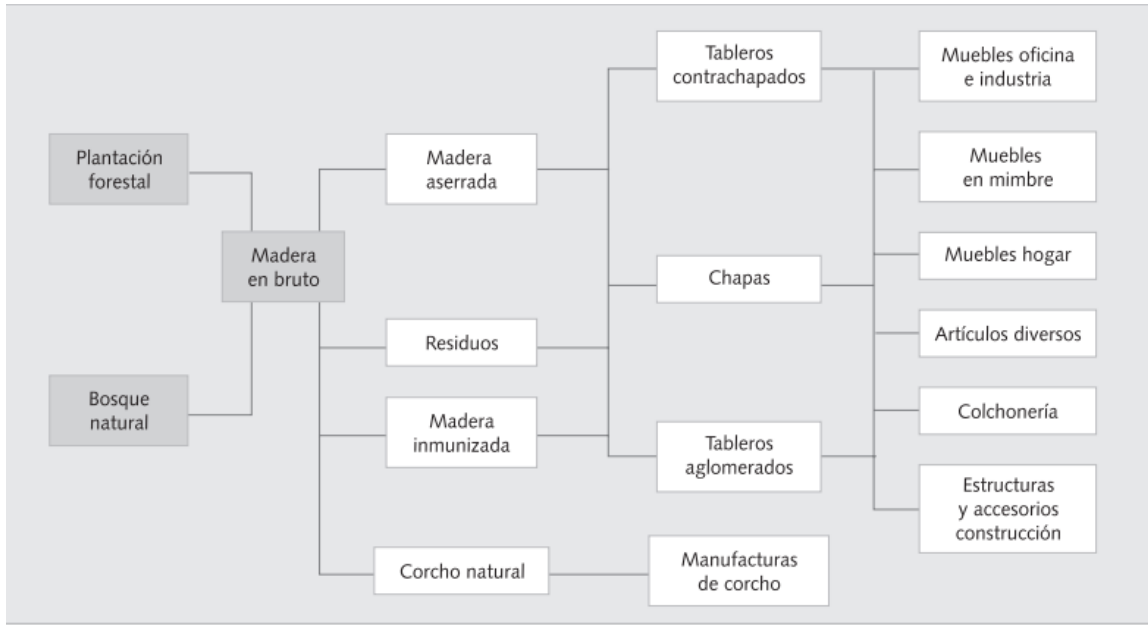 Plantación
forestal
Bosque
natural
Madera
en bruto
Madera
aserrada
Residuos
Madera
inmunizada
Corcho natural
Tableros
contrachapados
Chapas
Tableros
aglomerados
Manufacturas
de corcho
Muebles oficina
e industria
Muebles
en mimbre
Muebles hogar
Artículos diversos
Colchonería
Estructuras
y accesorios
construcción